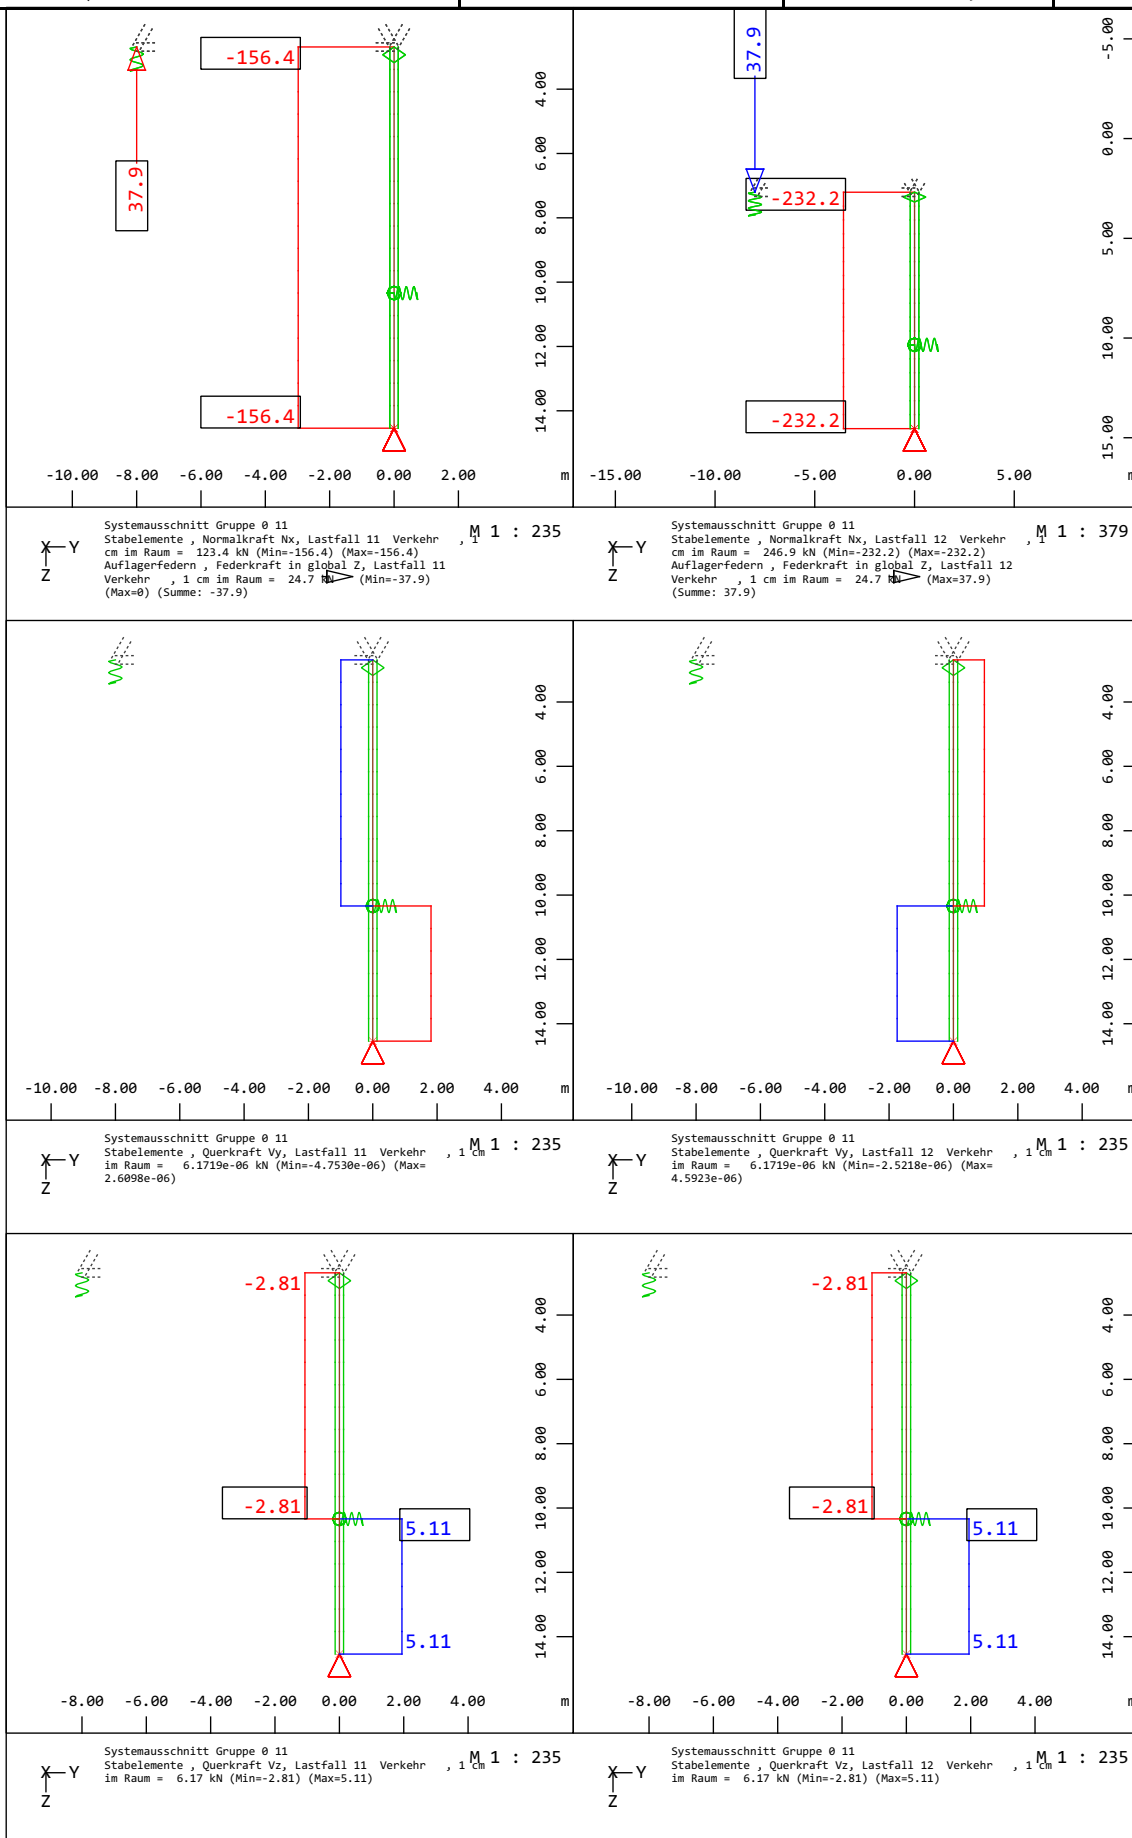 -156.4
37.9
-156.4
4.00
6.00
8.00
10.00
12.00
14.00
-10.00 -8.00 -6.00 -4.00 -2.00 0.00 2.00 m
Systemausschnitt Gruppe 0 11
Stabelemente , Normalkraft Nx, Lastfall 11 Verkehr , 1
cm im Raum = 123.4 kN (Min=-156.4) (Max=-156.4)
Auflagerfedern , Federkraft in global Z, Lastfall 11
Verkehr , 1 cm im Raum = 24.7 kN (Min=-37.9)
(Max=0) (Summe: -37.9)
M 1 : 235
X Y
Z
37.9
-232.2
-232.2
-5.00
0.00
5.00
10.00
15.00
-15.00 -10.00 -5.00 0.00 5.00
Systemausschnitt Gruppe 0 11
Stabelemente , Normalkraft Nx, Lastfall 12 Verkehr , 1
cm im Raum = 246.9 kN (Min=-232.2) (Max=-232.2)
Auflagerfedern , Federkraft in global Z, Lastfall 12
Verkehr , 1 cm im Raum = 24.7 kN (Max=37.9)
(Summe: 37.9)
M 1 : 379
X Y
Z
4.00
6.00
8.00
10.00
12.00
14.00
-10.00 -8.00 -6.00 -4.00 -2.00 0.00 2.00 4.00 m
Systemausschnitt Gruppe 0 11
Stabelemente , Querkraft Vy, Lastfall 11 Verkehr , 1 cm
im Raum = 6.1719e-06 kN (Min=-4.7530e-06) (Max=
2.6098e-06)
M 1 : 235
X Y
Z
4.00
6.00
8.00
10.00
12.00
14.00
-10.00 -8.00 -6.00 -4.00 -2.00 0.00 2.00 4.00
Systemausschnitt Gruppe 0 11
Stabelemente , Querkraft Vy, Lastfall 12 Verkehr , 1 cm
im Raum = 6.1719e-06 kN (Min=-2.5218e-06) (Max=
4.5923e-06)
M 1 : 235
X Y
Z
-2.81
-2.81
5.11
5.11
4.00
6.00
8.00
10.00
12.00
14.00
-8.00 -6.00 -4.00 -2.00 0.00 2.00 4.00 m
Systemausschnitt Gruppe 0 11
Stabelemente , Querkraft Vz, Lastfall 11 Verkehr , 1 cm
im Raum = 6.17 kN (Min=-2.81) (Max=5.11)
M 1 : 235
X Y
Z
-2.81
-2.81
5.11
5.11
4.00
6.00
8.00
10.00
12.00
14.00
-8.00 -6.00 -4.00 -2.00 0.00 2.00 4.00
Systemausschnitt Gruppe 0 11
Stabelemente , Querkraft Vz, Lastfall 12 Verkehr , 1 cm
im Raum = 6.17 kN (Min=-2.81) (Max=5.11)
M 1 : 235
X Y
Z